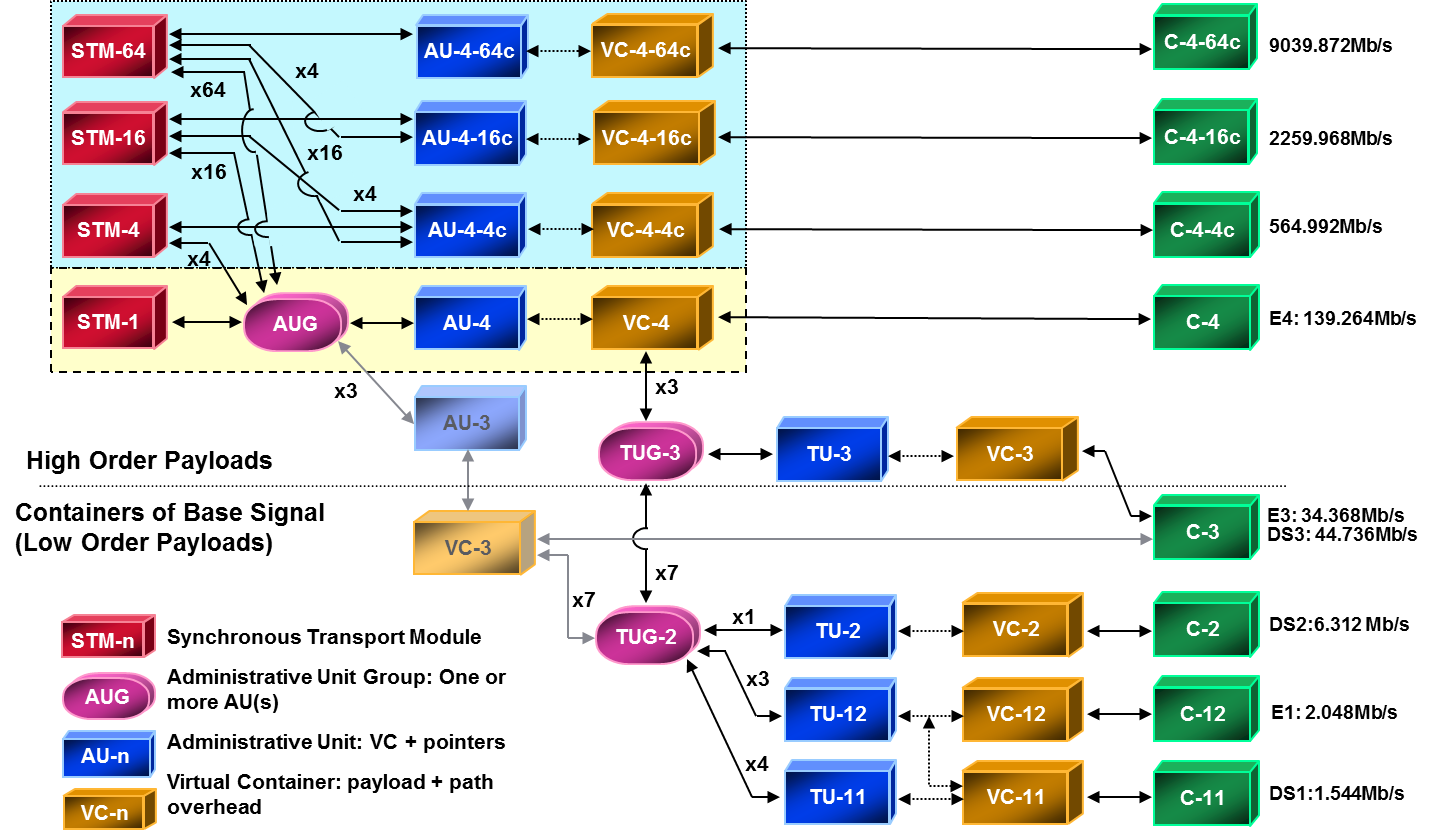 STM-64
AU-4-64c
VC-4-64c
C-4-64c
9039.872Mb/s
x4
x64
STM-16
AU-4-16c
VC-4-16c
C-4-16c
2259.968Mb/s
x16
x16
x4
STM-4
AU-4-4c
VC-4-4c
C-4-4c
564.992Mb/s
x4
STM-1
AUG
AU-4
VC-4
C-4
E4: 139.264Mb/s
x3
x3
AU-3
TUG-3
TU-3
VC-3
High Order Payloads
Containers of Base Signal
(Low Order Payloads)
VC-3
C-3
E3: 34.368Mb/s
DS3: 44.736Mb/s
x7
x7
TUG-2
x1
TU-2
VC-2
C-2
DS2:6.312 Mb/s
x3
TU-12
VC-12
C-12
E1: 2.048Mb/s
x4
TU-11
VC-11
C-11
DS1:1.544Mb/s
STM-n
Synchronous Transport Module
AUG
Administrative Unit Group: One or
more AU(s)
AU-n
Administrative Unit: VC + pointers
VC-n
Virtual Container: payload + path
overhead